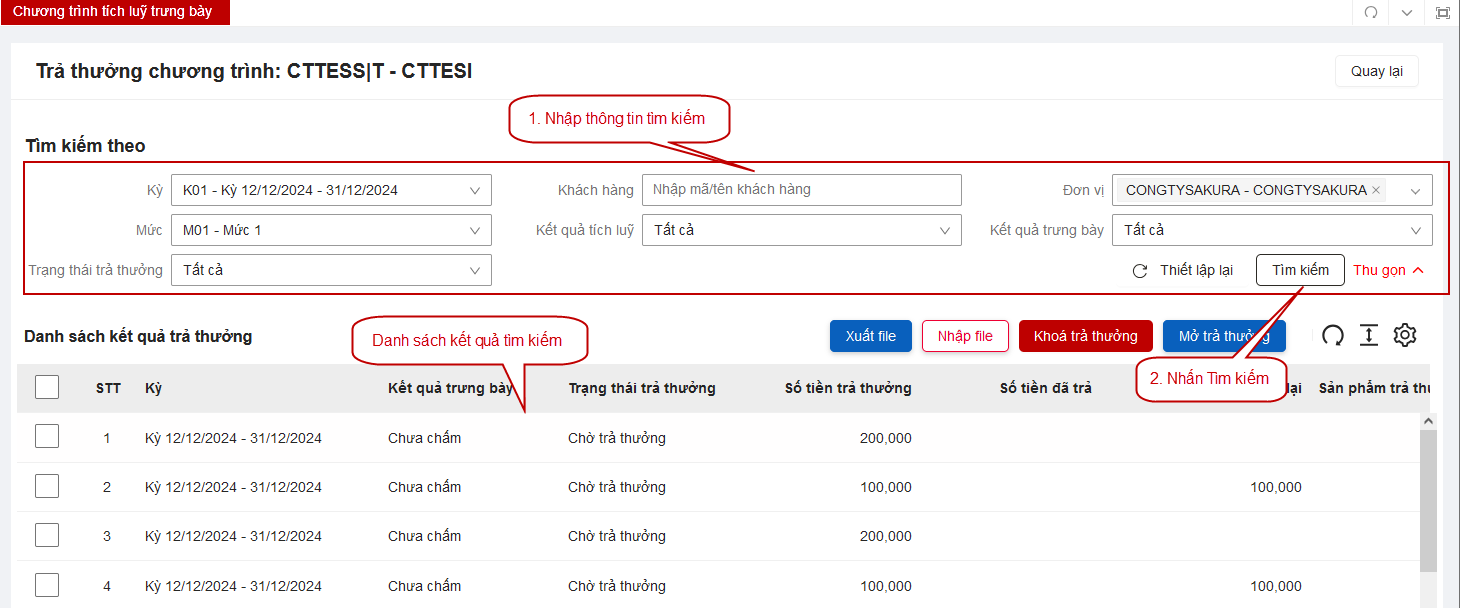 Chương trình tích luỹ trưng bày
Trả thưởng chương trình: CTTESS|T - CTTESI
Quay lại
1. Nhập thông tin tìm kiếm
Tìm kiếm theo
Kỳ K01 - Kỳ 12/12/2024 - 31/12/2024 Khách hàng Nhập mã/tên khách hàng Đơn vị CONGTYSAKURA - CONGTYSAKURA ×
Mức M01 - Mức 1 Kết quả tích luỹ Tất cả Kết quả trưng bày Tất cả
Trạng thái trả thưởng Tất cả Thiết lập lại Tìm kiếm Thu gọn
Danh sách kết quả trả thưởng Danh sách kết quả tìm kiếm Xuất file Nhập file Khoá trả thưởng Mở trả thưởng
2. Nhấn Tìm kiếm
STT Kỳ Kết quả trưng bày Trạng thái trả thưởng Số tiền trả thưởng Số tiền đã trả lại Sản phẩm trả
1 Kỳ 12/12/2024 - 31/12/2024 Chưa chấm Chờ trả thưởng 200,000
2 Kỳ 12/12/2024 - 31/12/2024 Chưa chấm Chờ trả thưởng 100,000 100,000
3 Kỳ 12/12/2024 - 31/12/2024 Chưa chấm Chờ trả thưởng 200,000
4 Kỳ 12/12/2024 - 31/12/2024 Chưa chấm Chờ trả thưởng 100,000 100,000